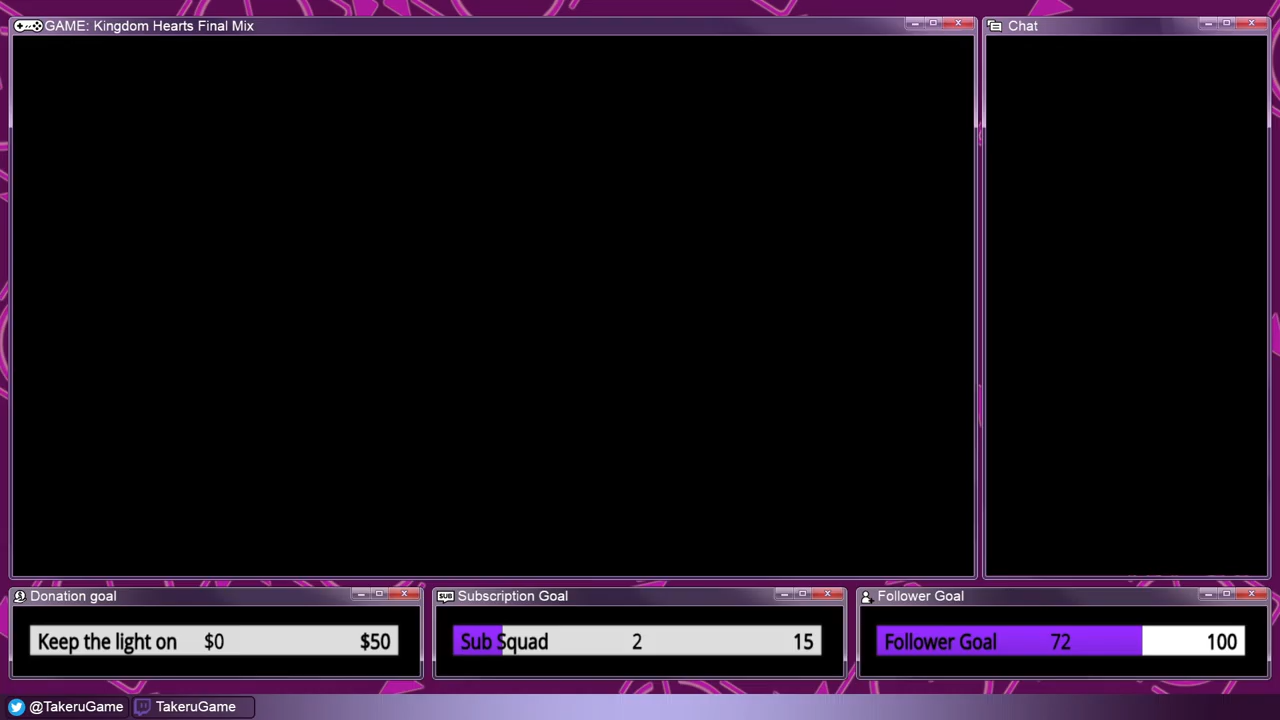 GAME: Kingdom Hearts Final Mix
Chat
Donation goal
Keep the light on $0 $50
Subscription Goal
Sub Squad 2 15
Follower Goal
Follower Goal 72 100
@TakeruGame
TakeruGame